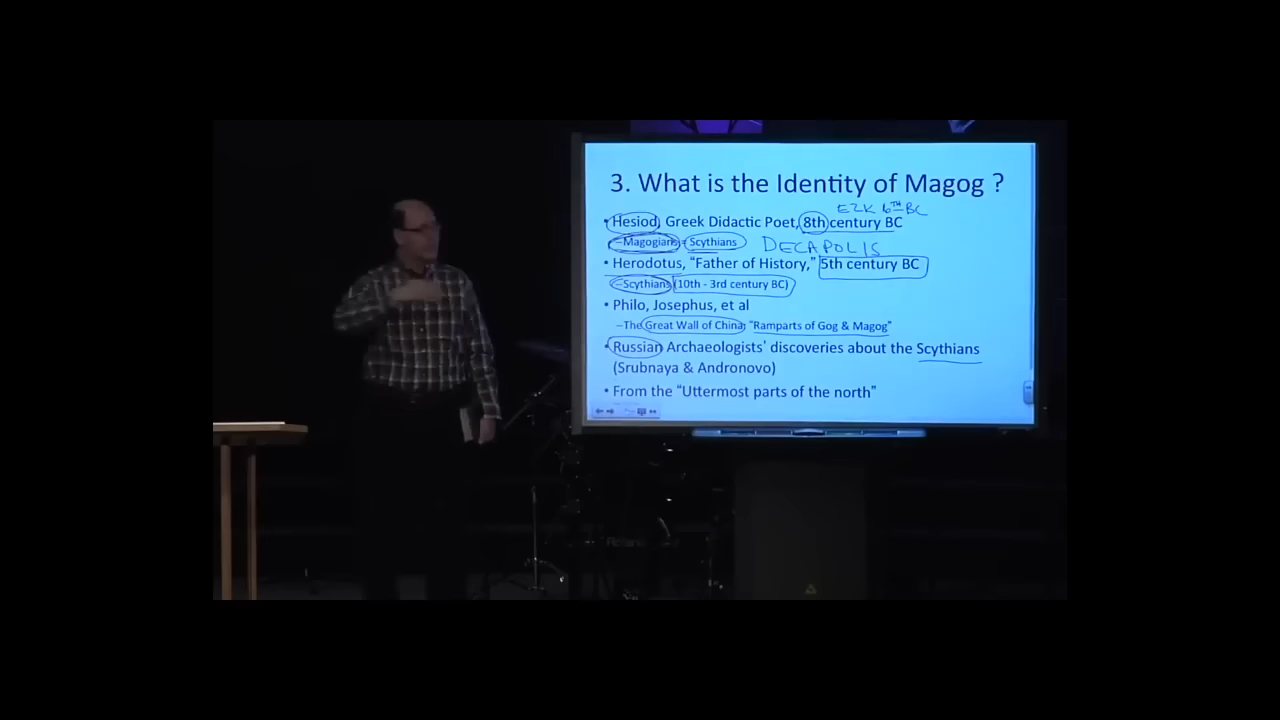 3. What is the Identity of Magog ?
EZK 6TH BC
• Hesiod, Greek Didactic Poet, 8th century BC
–Magogians = Scythians DECAPOLIS
• Herodotus, “Father of History,” 5th century BC
–Scythians (10th - 3rd century BC)
• Philo, Josephus, et al
–The Great Wall of China: “Ramparts of Gog & Magog”
• Russian Archaeologists' discoveries about the Scythians
(Srubnaya & Andronovo)
• From the “Uttermost parts of the north”
Roland